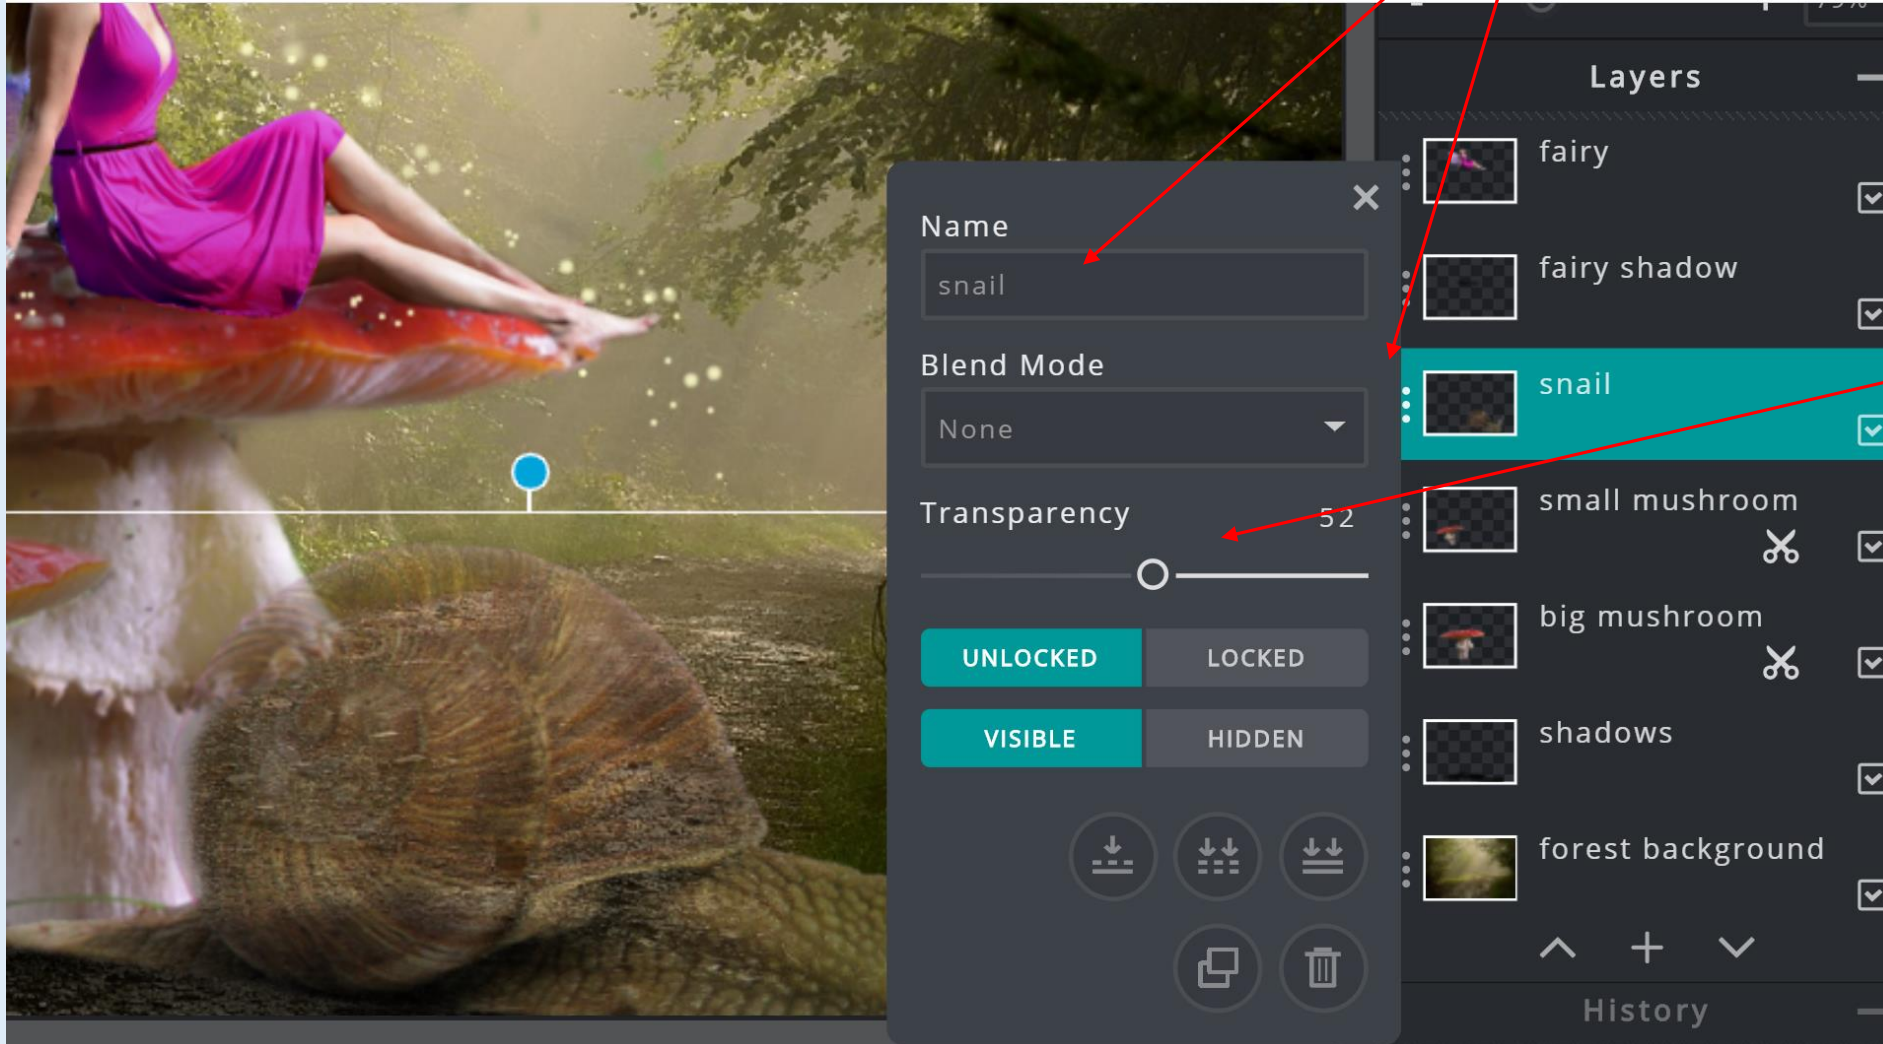 Layers
fairy
fairy shadow
snail
small mushroom
big mushroom
shadows
forest background
History
Name
snail
Blend Mode
None
Transparency 52
UNLOCKED LOCKED
VISIBLE HIDDEN